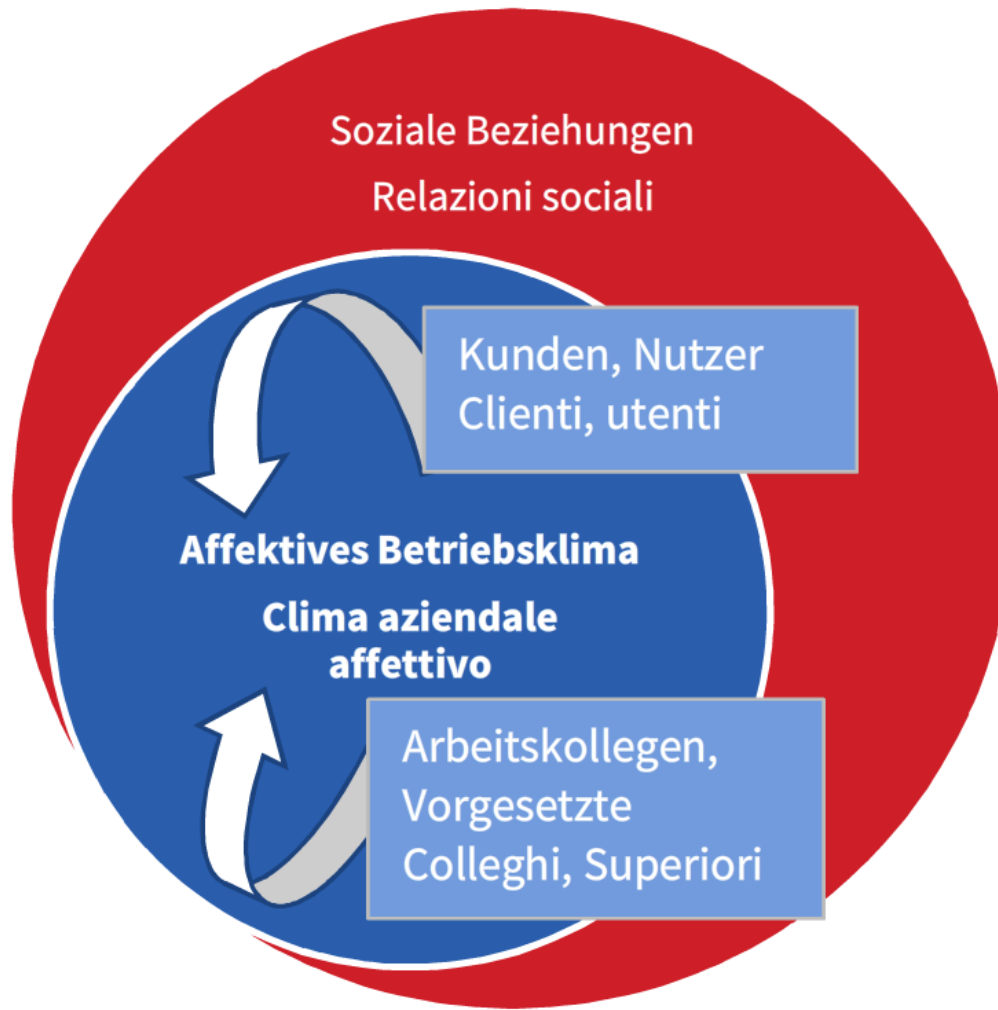 Soziale Beziehungen
Relazioni sociali
Kunden, Nutzer
Clienti, utenti
Affektives Betriebsklima
Clima aziendale
affettivo
Arbeitskollegen,
Vorgesetzte
Colleghi, Superiori